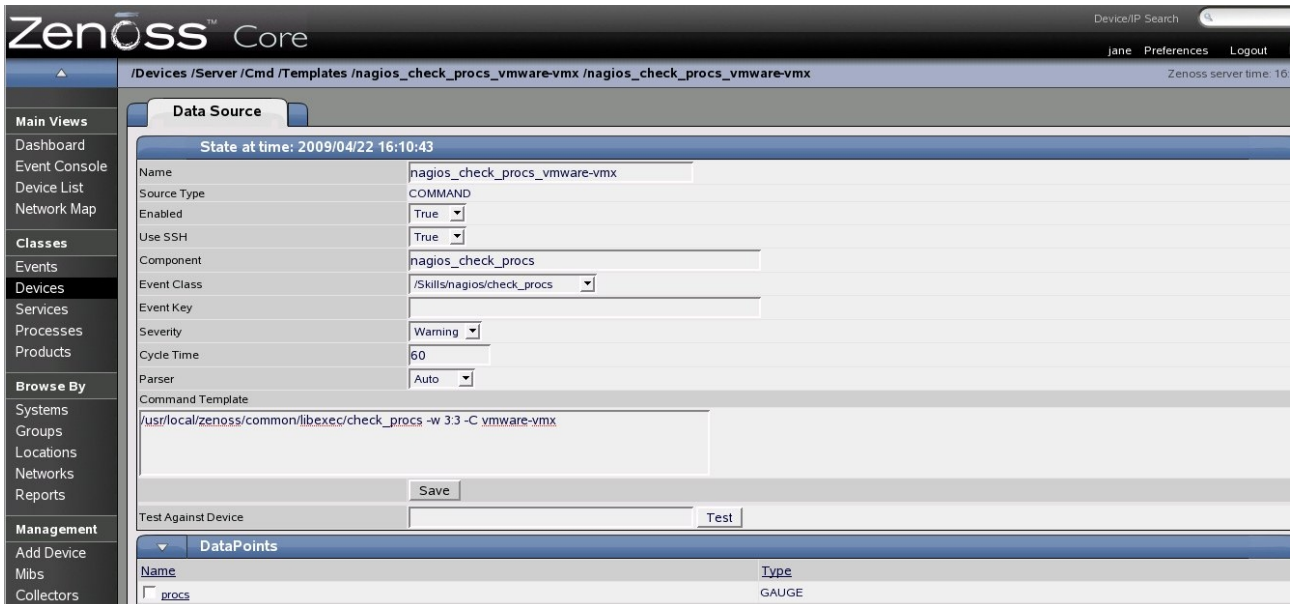 Zenoss™ Core
Device/IP Search
jane Preferences Logout
/Devices /Server /Cmd /Templates /nagios_check_procs_vmware-vmx /nagios_check_procs_vmware-vmx
Zenoss server time: 16:
Main Views
Dashboard
Event Console
Device List
Network Map
Classes
Events
Devices
Services
Processes
Products
Browse By
Systems
Groups
Locations
Networks
Reports
Management
Add Device
Mibs
Collectors
Data Source
State at time: 2009/04/22 16:10:43
Name nagios_check_procs_vmware-vmx
Source Type COMMAND
Enabled True
Use SSH True
Component nagios_check_procs
Event Class /Skills/nagios/check_procs
Event Key
Severity Warning
Cycle Time 60
Parser Auto
Command Template
/usr/local/zenoss/common/libexec/check_procs -w 3:3 -C vmware-vmx
Save
Test Against Device Test
DataPoints
Name Type
procs GAUGE